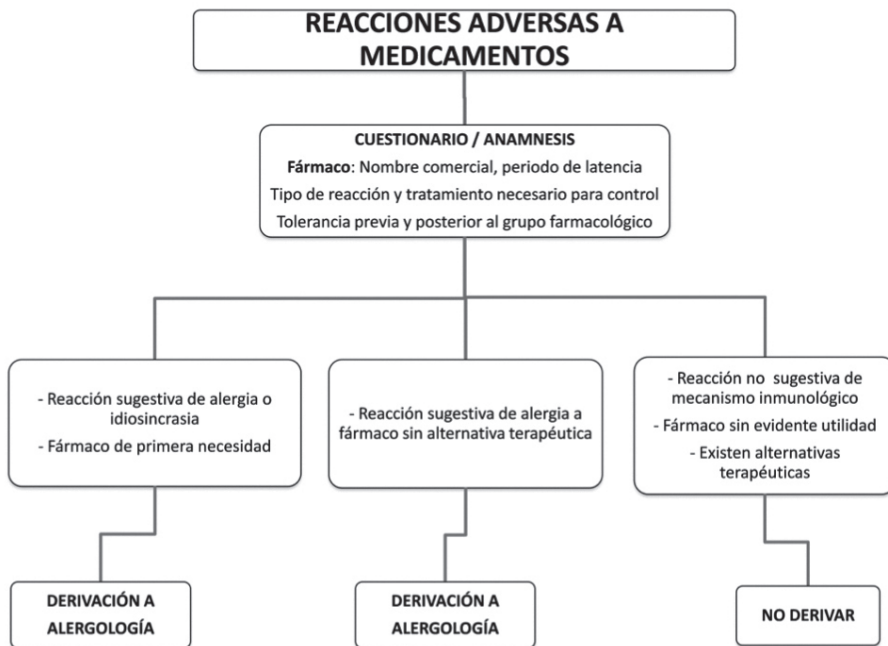 REACCIONES ADVERSAS A
MEDICAMENTOS
CUESTIONARIO / ANAMNESIS
Fármaco: Nombre comercial, periodo de latencia
Tipo de reacción y tratamiento necesario para control
Tolerancia previa y posterior al grupo farmacológico
- Reacción sugestiva de alergia o
idiosincrasia
- Fármaco de primera necesidad
- Reacción sugestiva de alergia a
fármaco sin alternativa terapéutica
- Reacción no sugestiva de
mecanismo inmunológico
- Fármaco sin evidente utilidad
- Existen alternativas
terapéuticas
DERIVACIÓN A
ALERGOLOGÍA
DERIVACIÓN A
ALERGOLOGÍA
NO DERIVAR